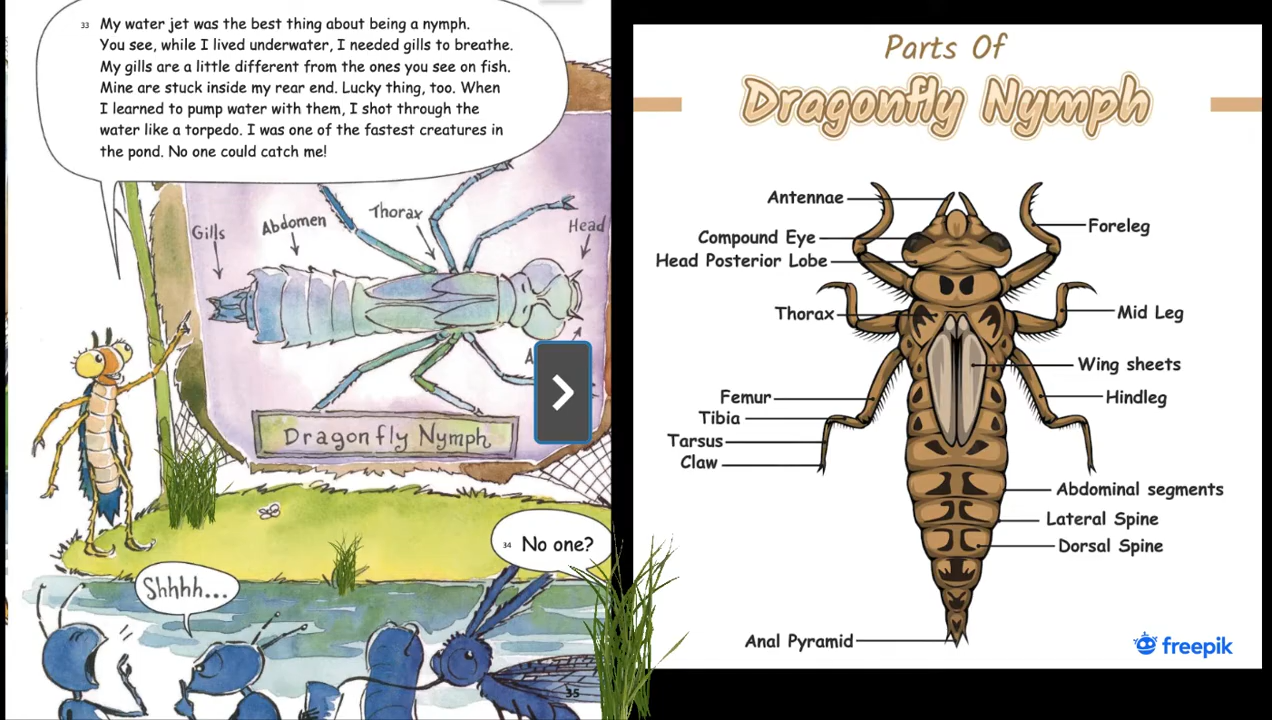 33 My water jet was the best thing about being a nymph.
You see, while I lived underwater, I needed gills to breathe.
My gills are a little different from the ones you see on fish.
Mine are stuck inside my rear end. Lucky thing, too. When
I learned to pump water with them, I shot through the
water like a torpedo. I was one of the fastest creatures in
the pond. No one could catch me!
Gills
Abdomen
Thorax
Head
Dragonfly Nymph
34 No one?
Shhhh...
35
Parts Of
Dragonfly Nymph
Antennae
Foreleg
Compound Eye
Head Posterior Lobe
Thorax
Mid Leg
Wing sheets
Femur
Hindleg
Tibia
Tarsus
Claw
Abdominal segments
Lateral Spine
Dorsal Spine
Anal Pyramid
freepik